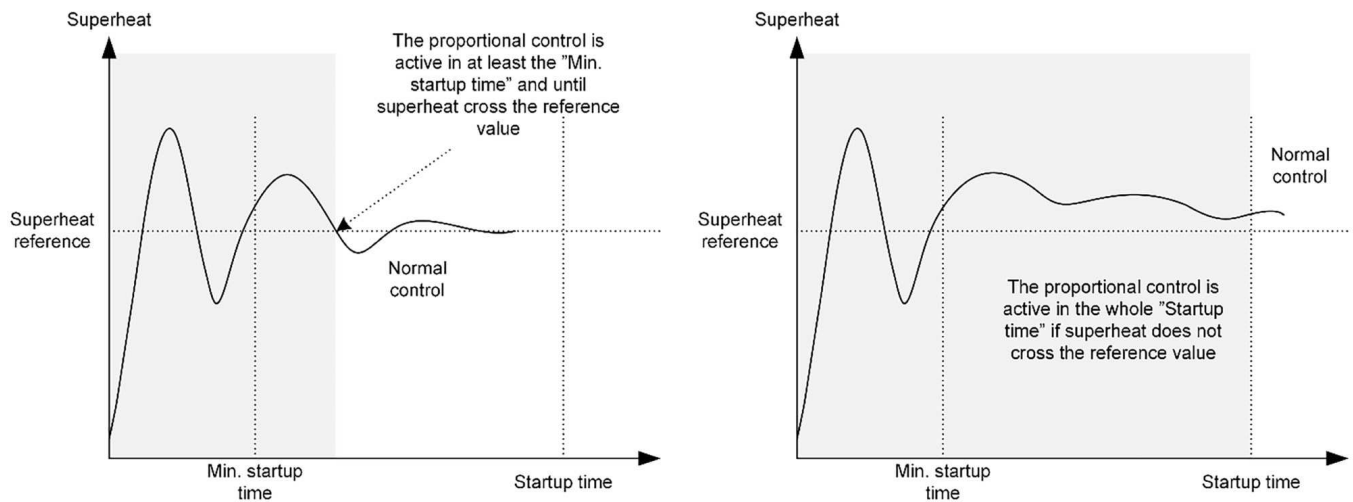 Superheat
The proportional control is
active in at least the ”Min.
startup time” and until
superheat cross the reference
value
Superheat
reference
Normal
control
Min. startup
time
Startup time
Superheat
Normal
control
Superheat
reference
The proportional control is
active in the whole ”Startup
time” if superheat does not
cross the reference value
Min. startup
time
Startup time